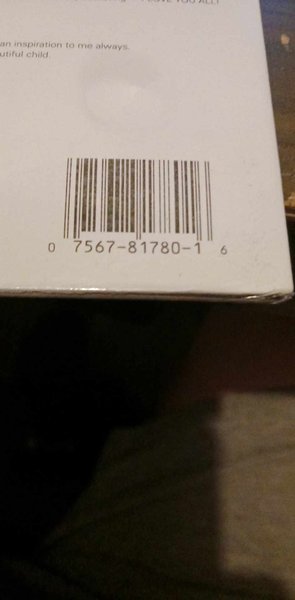 LOVE YOU ALL!
an inspiration to me always.
utiful child.
0 7567-81780-1 6